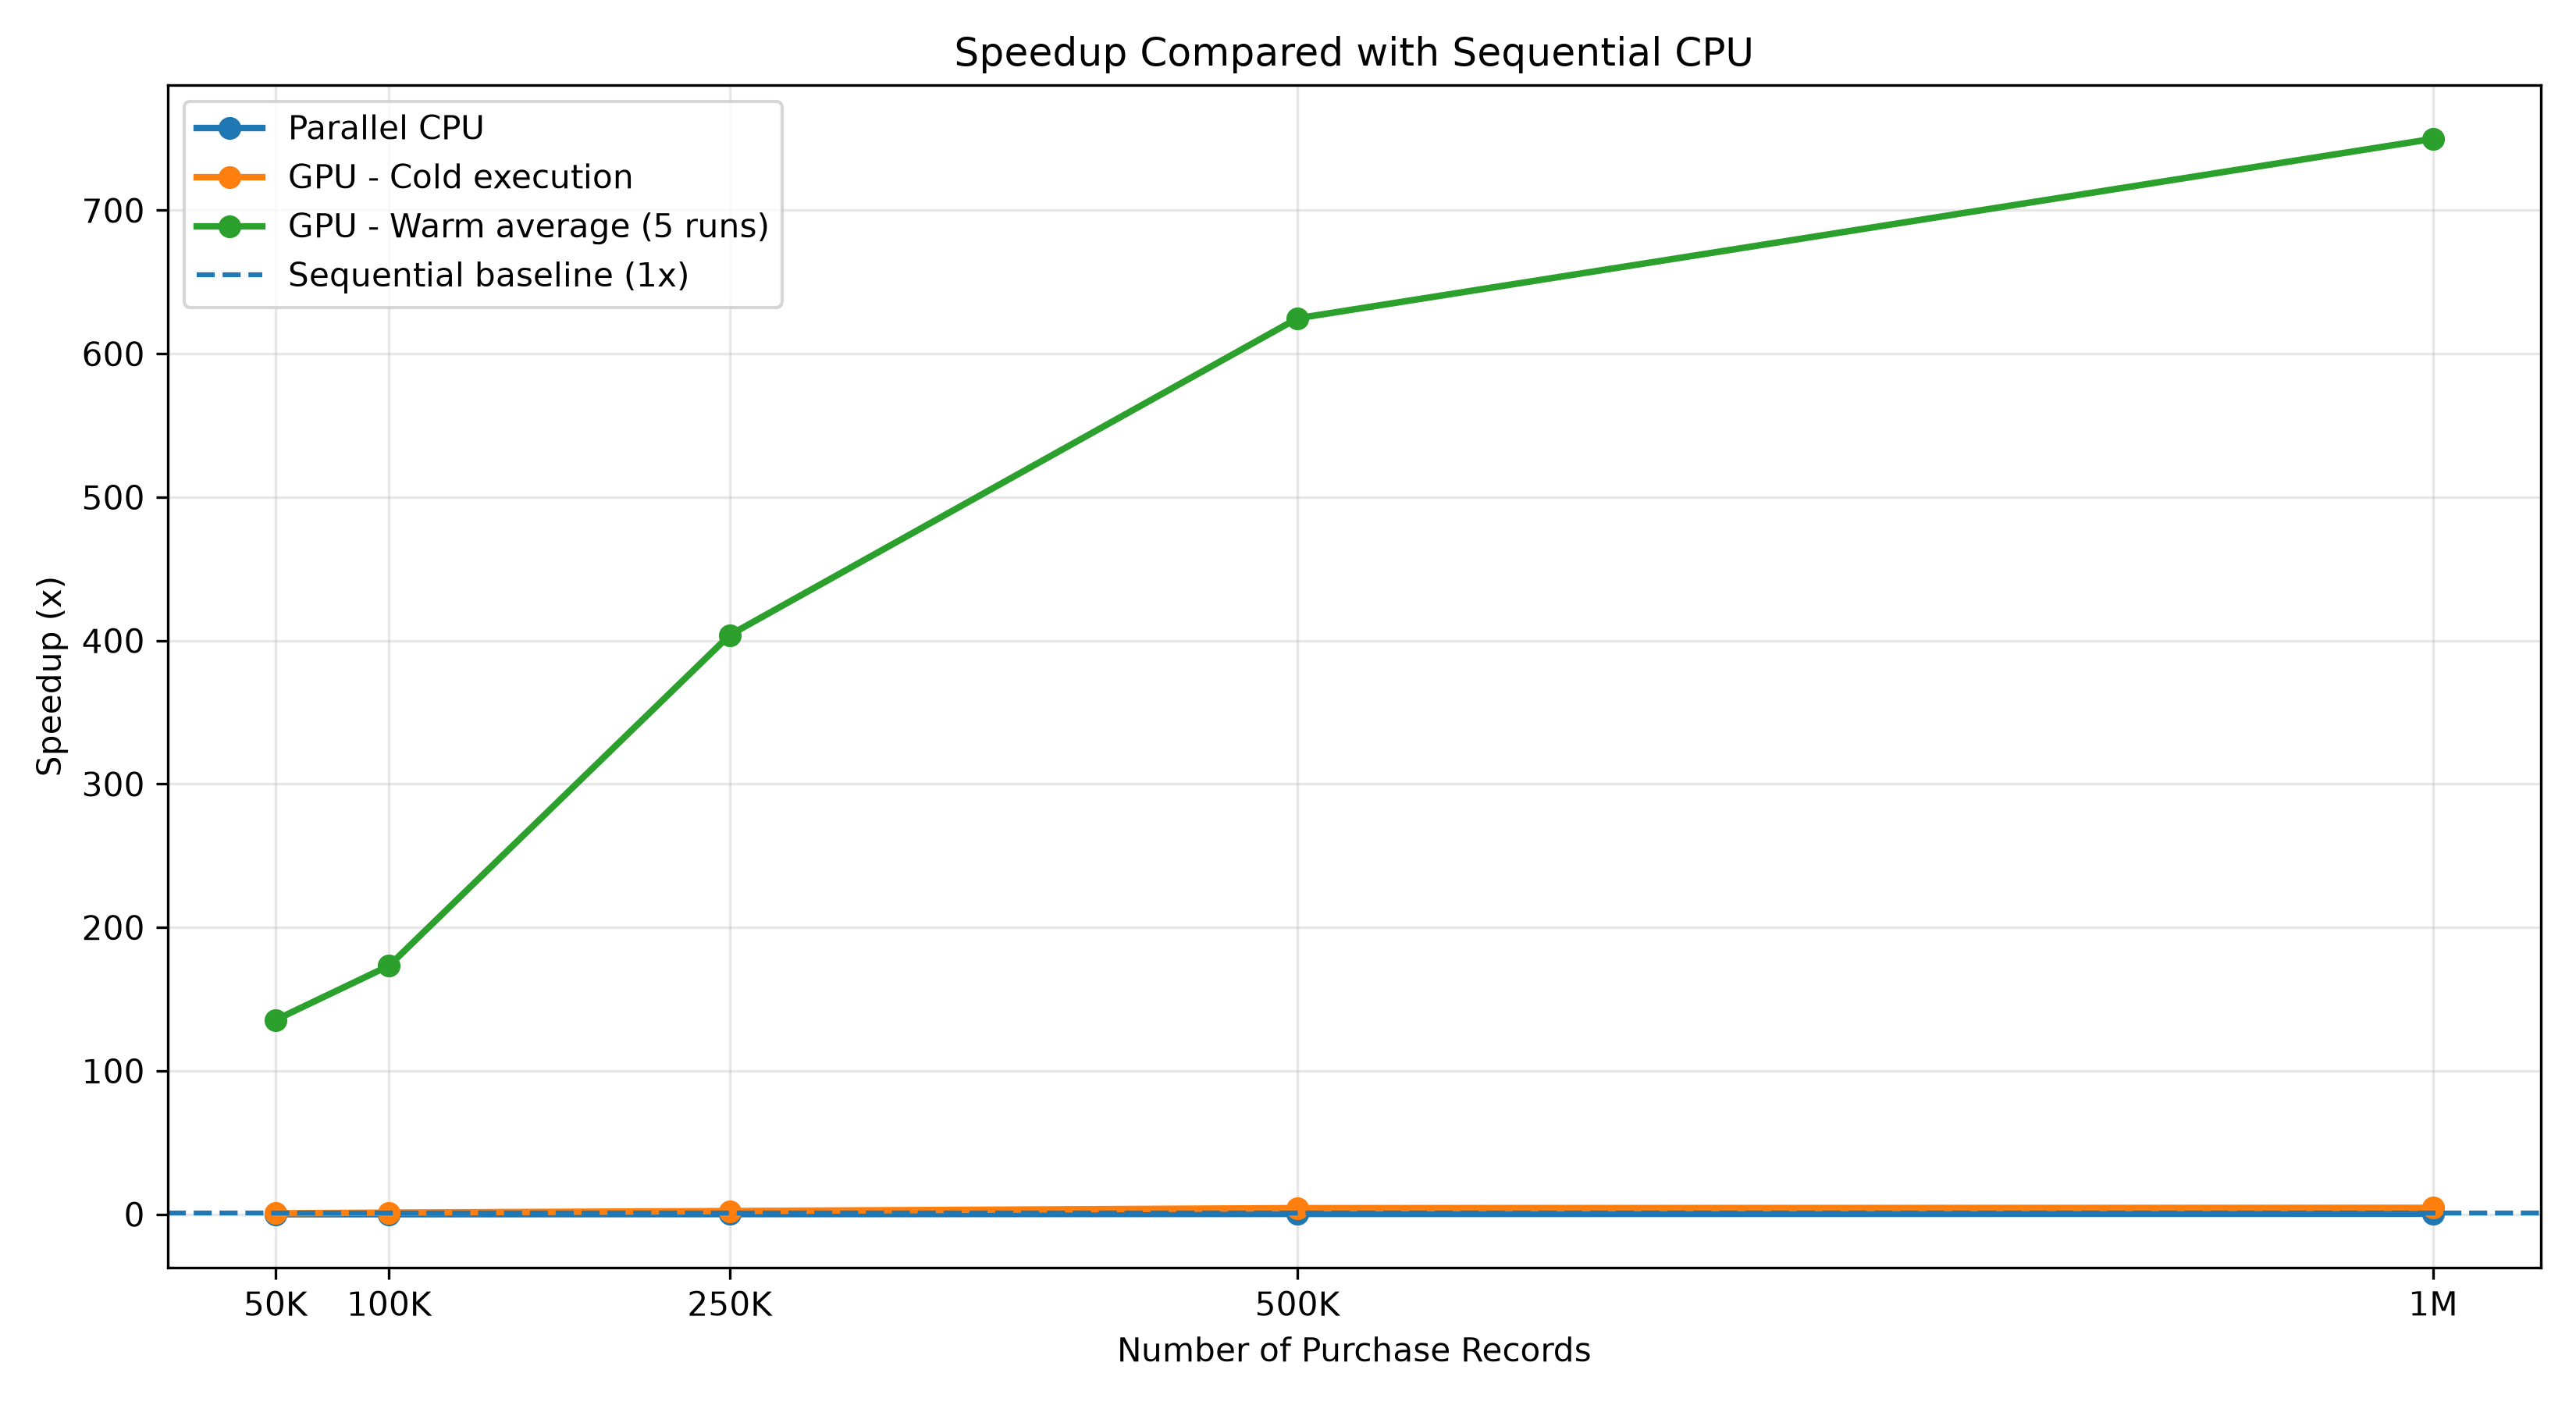 Speedup Compared with Sequential CPU
Parallel CPU
GPU - Cold execution
GPU - Warm average (5 runs)
Sequential baseline (1x)
700
600
500
400
300
200
100
0
Speedup (x)
50K 100K 250K 500K 1M
Number of Purchase Records